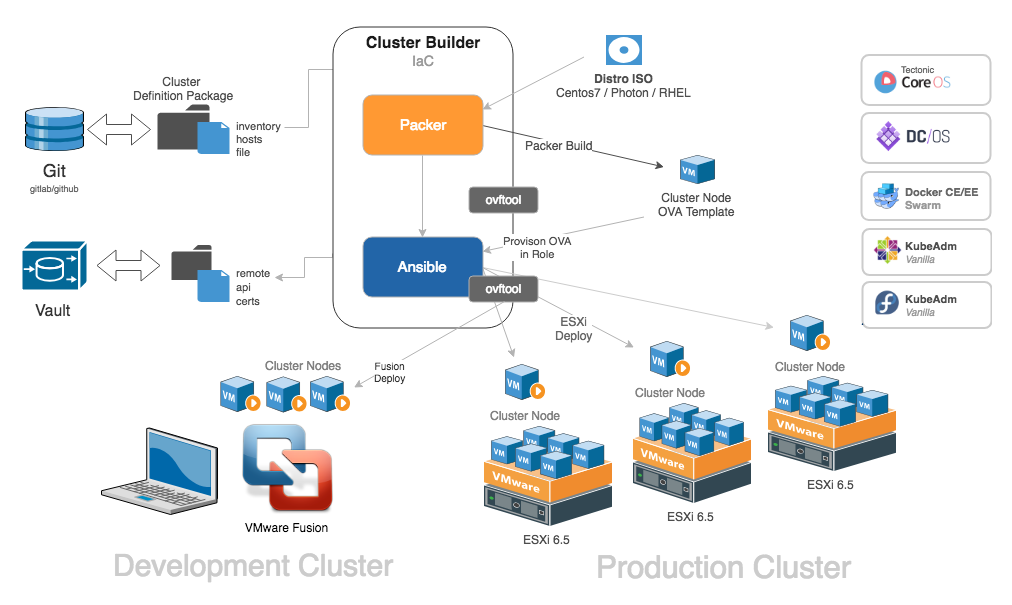 Cluster Builder
IaC
Cluster
Definition Package
inventory
hosts
file
Git
gitlab/github
Packer
Distro ISO
Centos7 / Photon / RHEL
Packer Build
VM
Cluster Node
OVA Template
ovftool
Provison OVA
in Role
Ansible
ovftool
Vault
remote
api
certs
Tectonic
CoreOS
DC/OS
Docker CE/EE
Swarm
KubeAdm
Vanilla
KubeAdm
Vanilla
Fusion
Deploy
ESXi
Deploy
Cluster Nodes
VM
VM
VM
VMware Fusion
Development Cluster
VM
Cluster Node
VM
VM
VM
VM
VM
VM
VMware
ESXi 6.5
VM
Cluster Node
VM
VM
VM
VM
VM
VM
VMware
ESXi 6.5
VM
Cluster Node
VM
VM
VM
VM
VM
VM
VMware
ESXi 6.5
Production Cluster